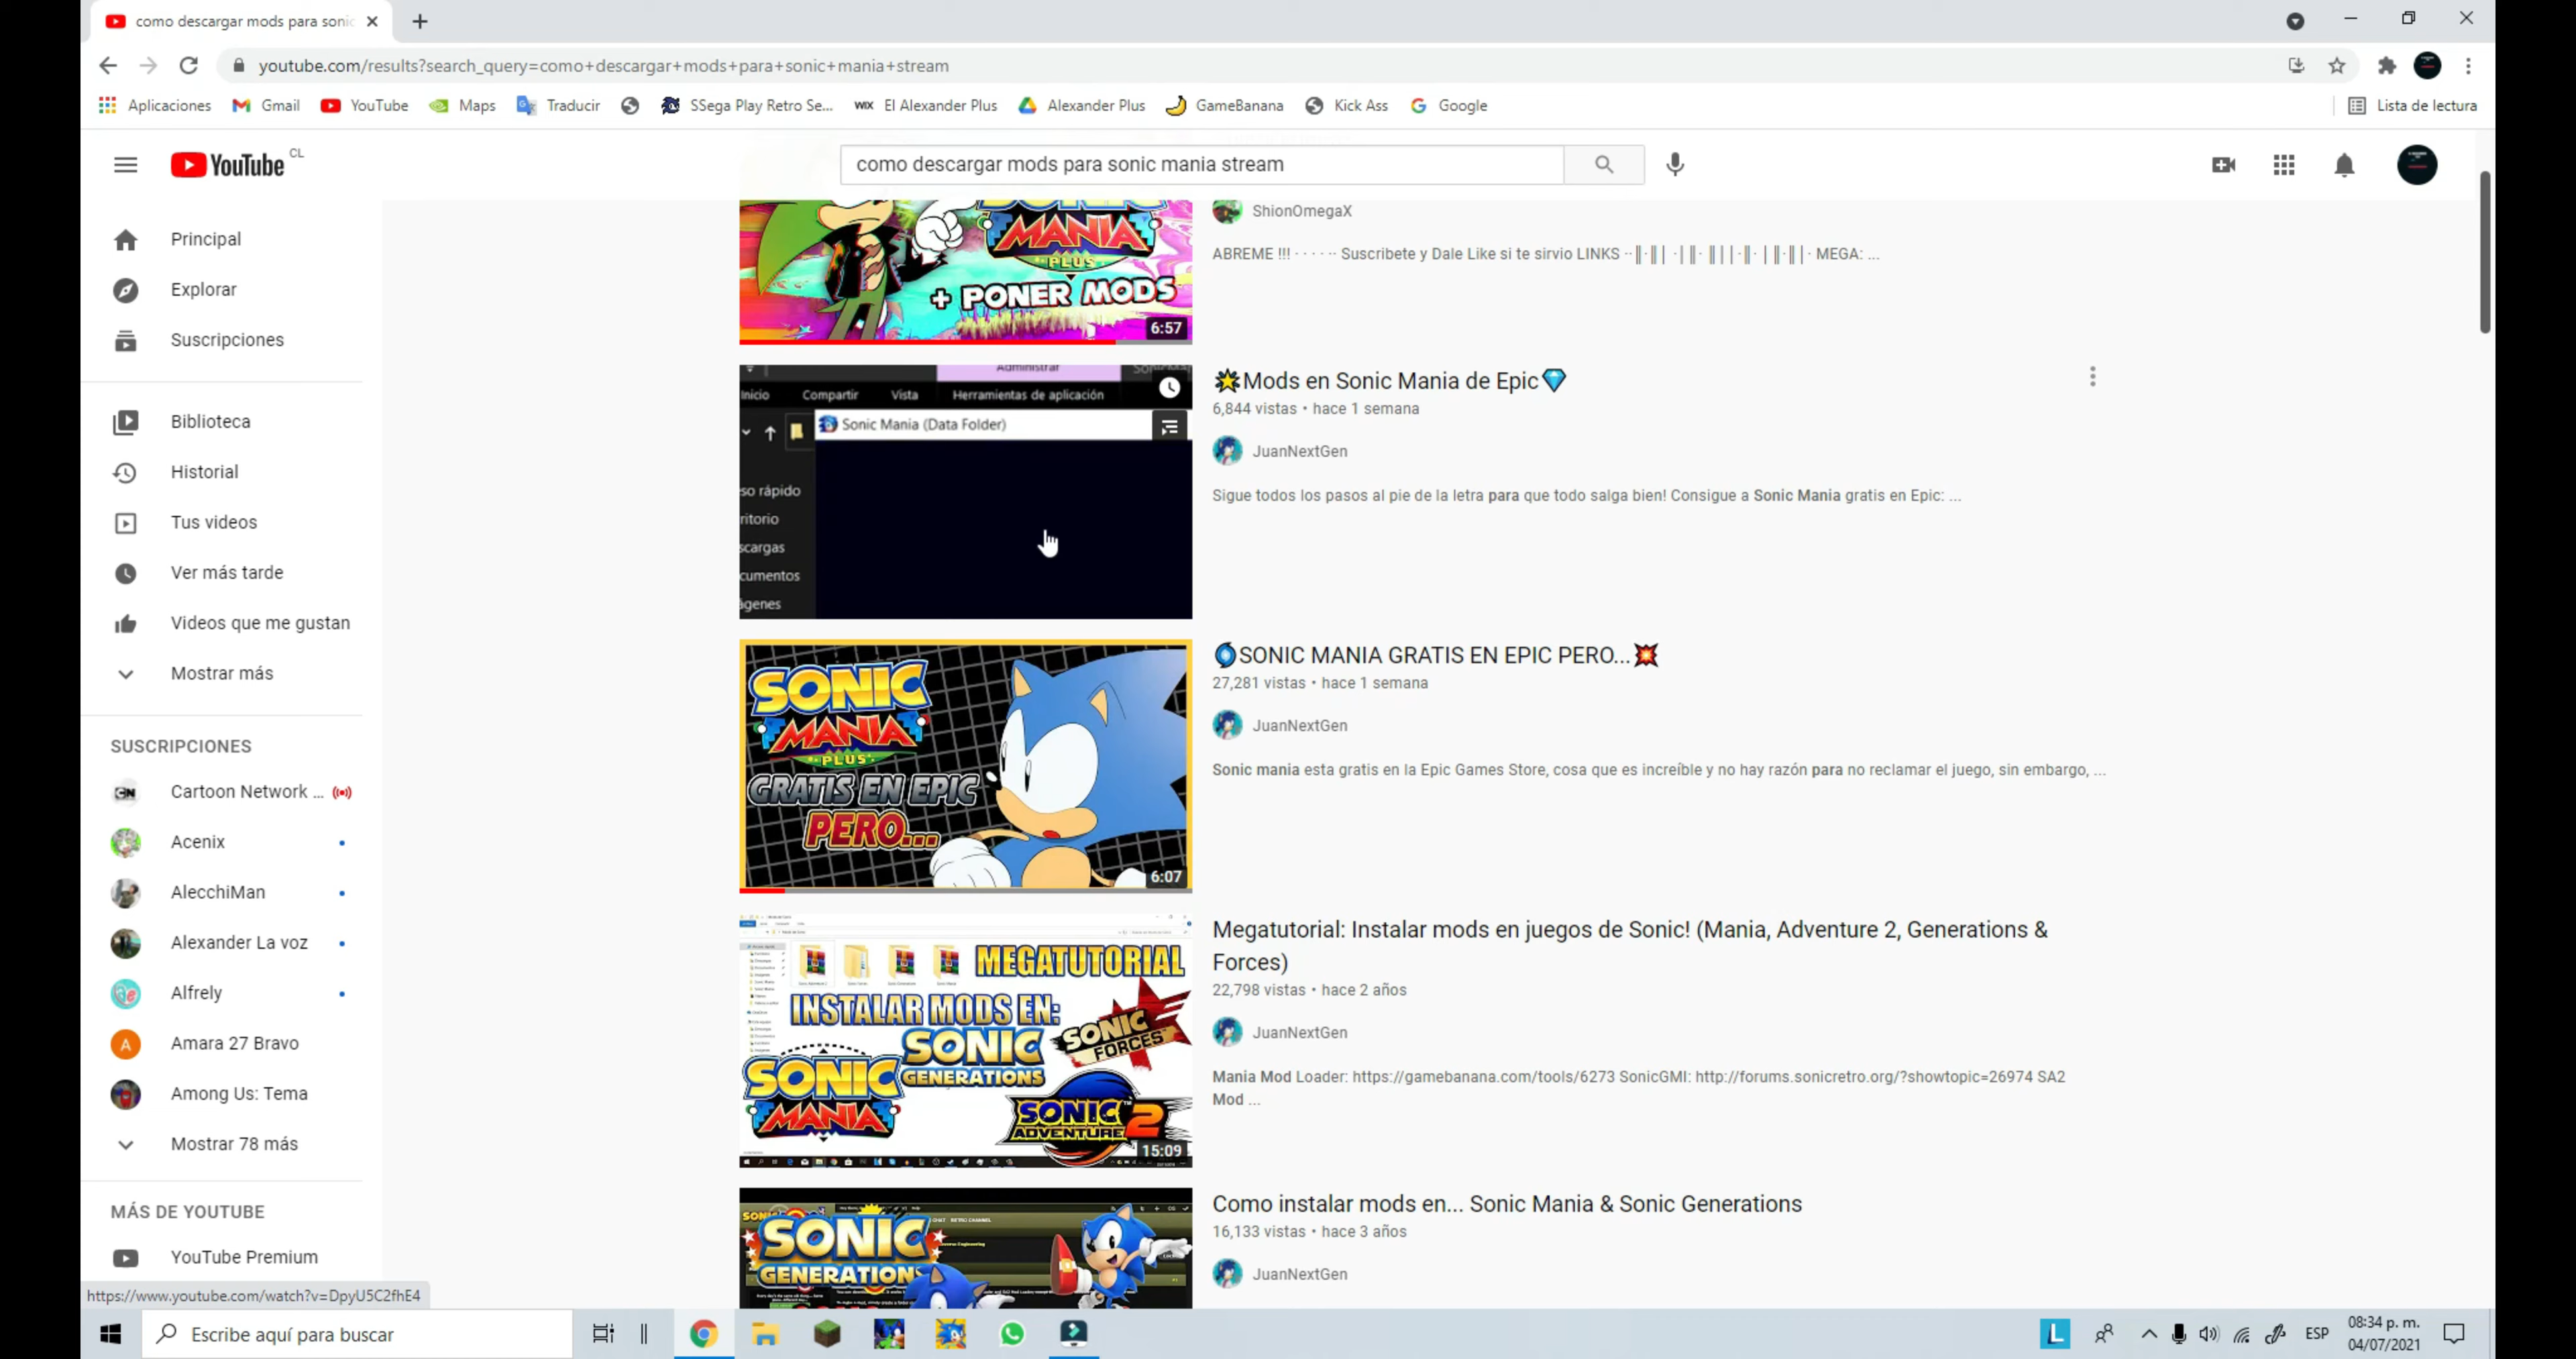 como descargar mods para sonic
youtube.com/results?search_query=como+descargar+mods+para+sonic+mania+stream
Aplicaciones Gmail YouTube Maps Traducir SSega Play Retro Se... WIX El Alexander Plus Alexander Plus GameBanana Kick Ass Google Lista de lectura
YouTube CL
como descargar mods para sonic mania stream
Principal
Explorar
Suscripciones
Biblioteca
Historial
Tus videos
Ver más tarde
Videos que me gustan
Mostrar más
SUSCRIPCIONES
Cartoon Network ...
Acenix
AlecchiMan
Alexander La voz
Alfrely
A Amara 27 Bravo
Among Us: Tema
Mostrar 78 más
MÁS DE YOUTUBE
YouTube Premium
https://www.youtube.com/watch?v=DpyU5C2fhE4
MANIA
PLUS
+ PONER MODS
6:57
ShionOmegaX
ABREME !!! · · · · ·· Suscribete y Dale Like si te sirvio LINKS ··║·║│ ·│║· ║││·║· │║·║│· MEGA: ...
Administrar
Inicio Compartir Vista Herramientas de aplicación
Sonic Mania (Data Folder)
so rápido
ritorio
scargas
cumentos
ágenes
🌟Mods en Sonic Mania de Epic💎
6,844 vistas • hace 1 semana
JuanNextGen
Sigue todos los pasos al pie de la letra para que todo salga bien! Consigue a Sonic Mania gratis en Epic: ...
SONIC
MANIA
PLUS
GRATIS EN EPIC
PERO...
6:07
🌀SONIC MANIA GRATIS EN EPIC PERO...💥
27,281 vistas • hace 1 semana
JuanNextGen
Sonic mania esta gratis en la Epic Games Store, cosa que es increíble y no hay razón para no reclamar el juego, sin embargo, ...
MEGATUTORIAL
INSTALAR MODS EN:
SONIC
GENERATIONS
SONIC
FORCES
SONIC
MANIA
SONIC
ADVENTURE 2
15:09
Megatutorial: Instalar mods en juegos de Sonic! (Mania, Adventure 2, Generations &
Forces)
22,798 vistas • hace 2 años
JuanNextGen
Mania Mod Loader: https://gamebanana.com/tools/6273 SonicGMI: http://forums.sonicretro.org/?showtopic=26974 SA2
Mod ...
SONIC
GENERATIONS
Como instalar mods en... Sonic Mania & Sonic Generations
16,133 vistas • hace 3 años
JuanNextGen
Escribe aquí para buscar
L
ESP
08:34 p. m.
04/07/2021